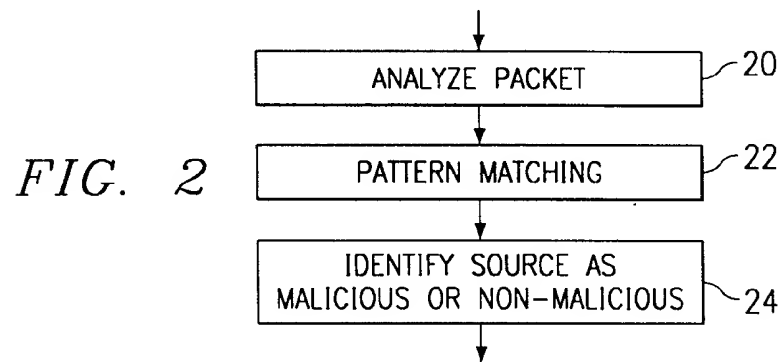 ANALYZE PACKET
20
FIG. 2
PATTERN MATCHING
22
IDENTIFY SOURCE AS
MALICIOUS OR NON-MALICIOUS
24